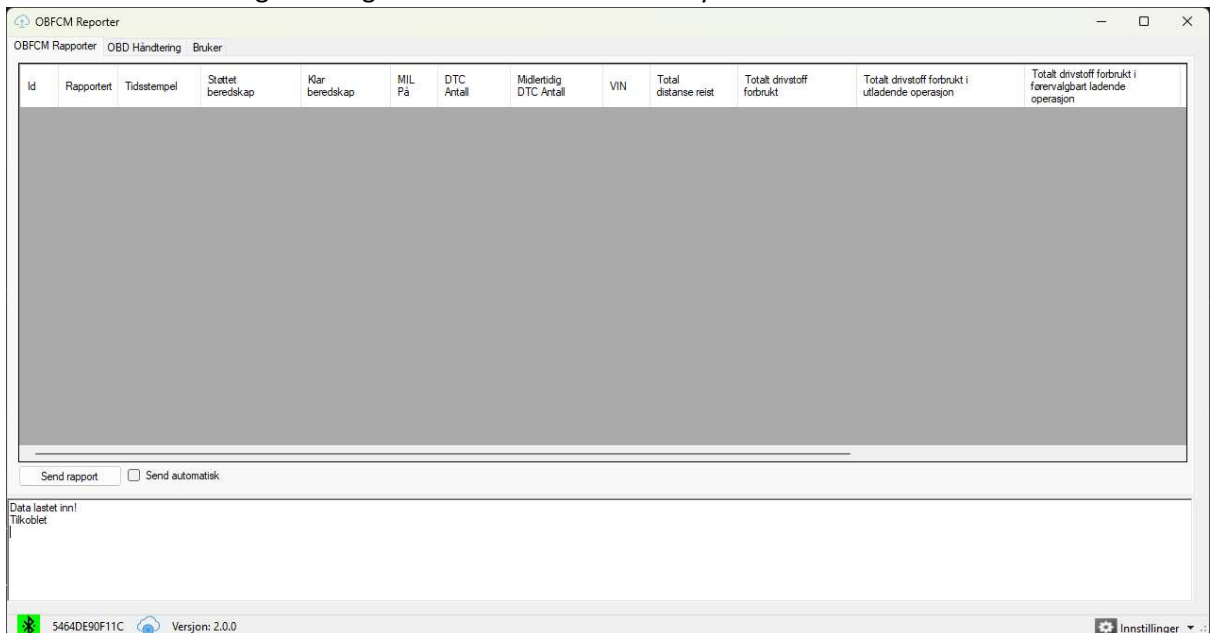 OBFCM Reporter
OBFCM Rapporter OBD Håndtering Bruker
Id Rapportert Tidsstempel Støttet beredskap Klar beredskap MIL På DTC Antall Midlertidig DTC Antall VIN Total distanse reist Totalt drivstoff forbrukt Totalt drivstoff forbrukt i utladende operasjon Totalt drivstoff forbrukt i førervalgbart ladende operasjon
Send rapport Send automatisk
Data lastet inn!
Tilkoblet
5464DE90F11C Versjon: 2.0.0 Innstillinger